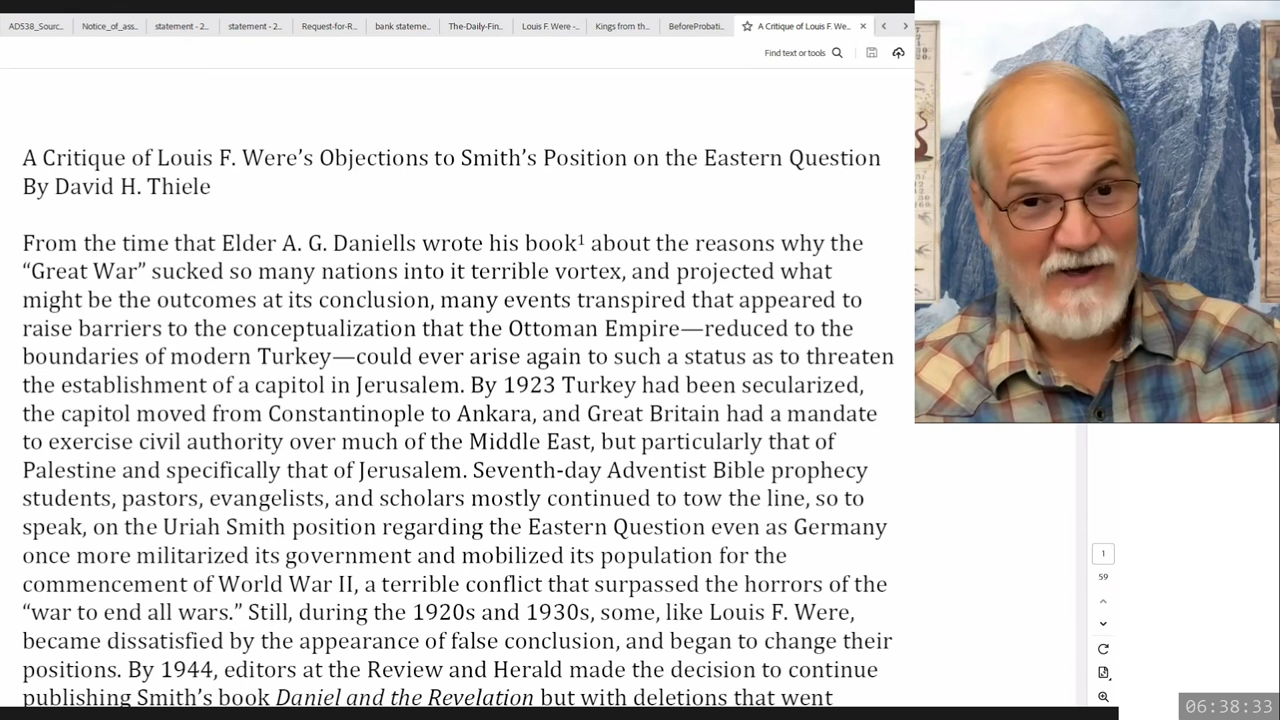 AD538_Sourc... Notice_of_ass... statement - 2... statement - 2... Request-for-R... bank stateme... The-Daily-Fin... Louis F. Were -... Kings from th... BeforeProbati... A Critique of Louis F. We...
Find text or tools
A Critique of Louis F. Were’s Objections to Smith’s Position on the Eastern Question
By David H. Thiele
From the time that Elder A. G. Daniells wrote his book¹ about the reasons why the
“Great War” sucked so many nations into it terrible vortex, and projected what
might be the outcomes at its conclusion, many events transpired that appeared to
raise barriers to the conceptualization that the Ottoman Empire—reduced to the
boundaries of modern Turkey—could ever arise again to such a status as to threaten
the establishment of a capitol in Jerusalem. By 1923 Turkey had been secularized,
the capitol moved from Constantinople to Ankara, and Great Britain had a mandate
to exercise civil authority over much of the Middle East, but particularly that of
Palestine and specifically that of Jerusalem. Seventh-day Adventist Bible prophecy
students, pastors, evangelists, and scholars mostly continued to tow the line, so to
speak, on the Uriah Smith position regarding the Eastern Question even as Germany
once more militarized its government and mobilized its population for the
commencement of World War II, a terrible conflict that surpassed the horrors of the
“war to end all wars.” Still, during the 1920s and 1930s, some, like Louis F. Were,
became dissatisfied by the appearance of false conclusion, and began to change their
positions. By 1944, editors at the Review and Herald made the decision to continue
publishing Smith’s book Daniel and the Revelation but with deletions that went
1
59
06:38:33